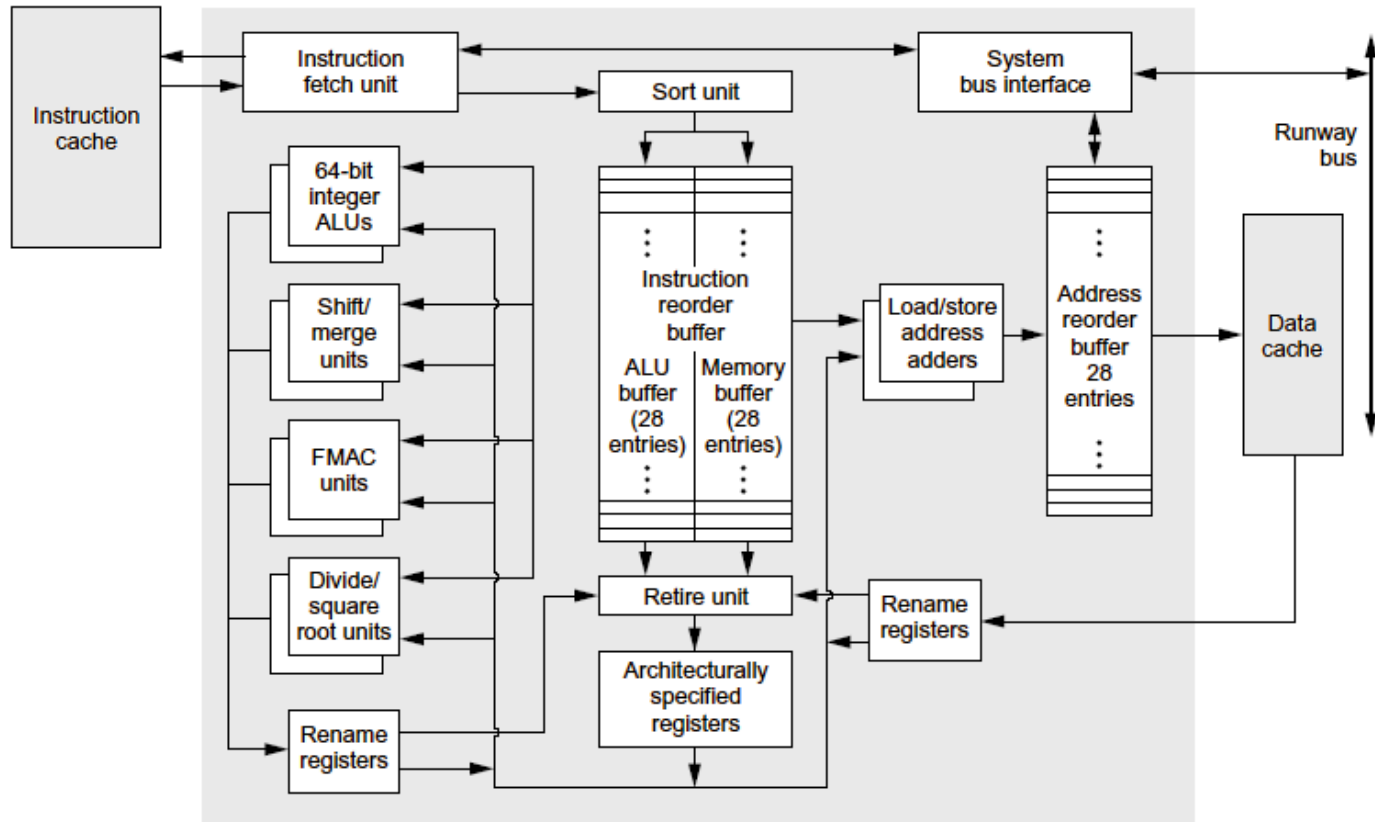 Instruction
fetch unit
System
bus interface
Sort unit
Instruction
cache
Runway
bus
64-bit
integer
ALUs
Instruction
reorder
buffer
ALU
buffer
(28
entries)
Memory
buffer
(28
entries)
Shift/
merge
units
Load/store
address
adders
Address
reorder
buffer
28
entries
Data
cache
FMAC
units
Divide/
square
root units
Retire unit
Rename
registers
Architecturally
specified
registers
Rename
registers